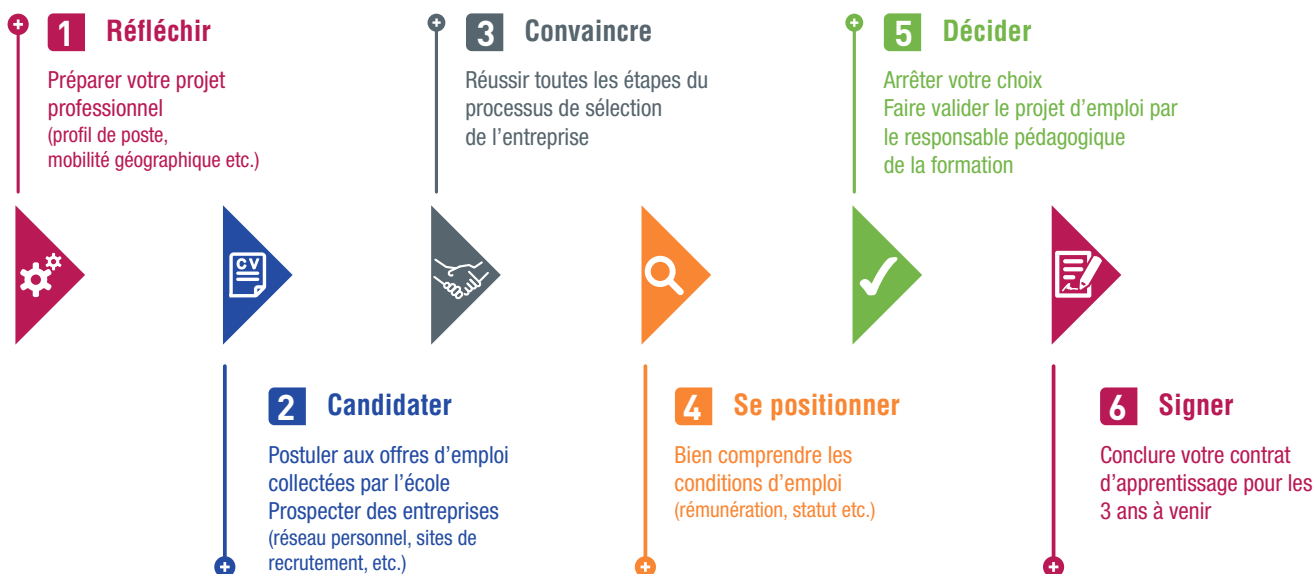 1 Réfléchir
Préparer votre projet
professionnel
(profil de poste,
mobilité géographique etc.)
3 Convaincre
Réussir toutes les étapes du
processus de sélection
de l'entreprise
5 Décider
Arrêter votre choix
Faire valider le projet d'emploi par
le responsable pédagogique
de la formation
CV
2 Candidater
Postuler aux offres d'emploi
collectées par l'école
Prospecter des entreprises
(réseau personnel, sites de
recrutement, etc.)
4 Se positionner
Bien comprendre les
conditions d'emploi
(rémunération, statut etc.)
6 Signer
Conclure votre contrat
d'apprentissage pour les
3 ans à venir